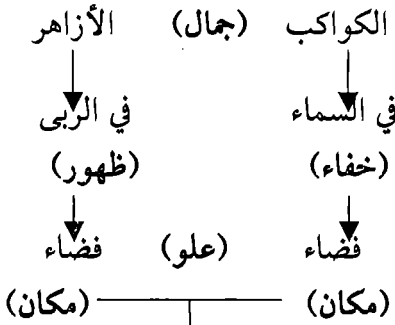 الكواكب (جمال) الأزاهر
في السماء في الربى
(خفاء) (ظهور)
فضاء (علو) فضاء
(مكان) (مكان)